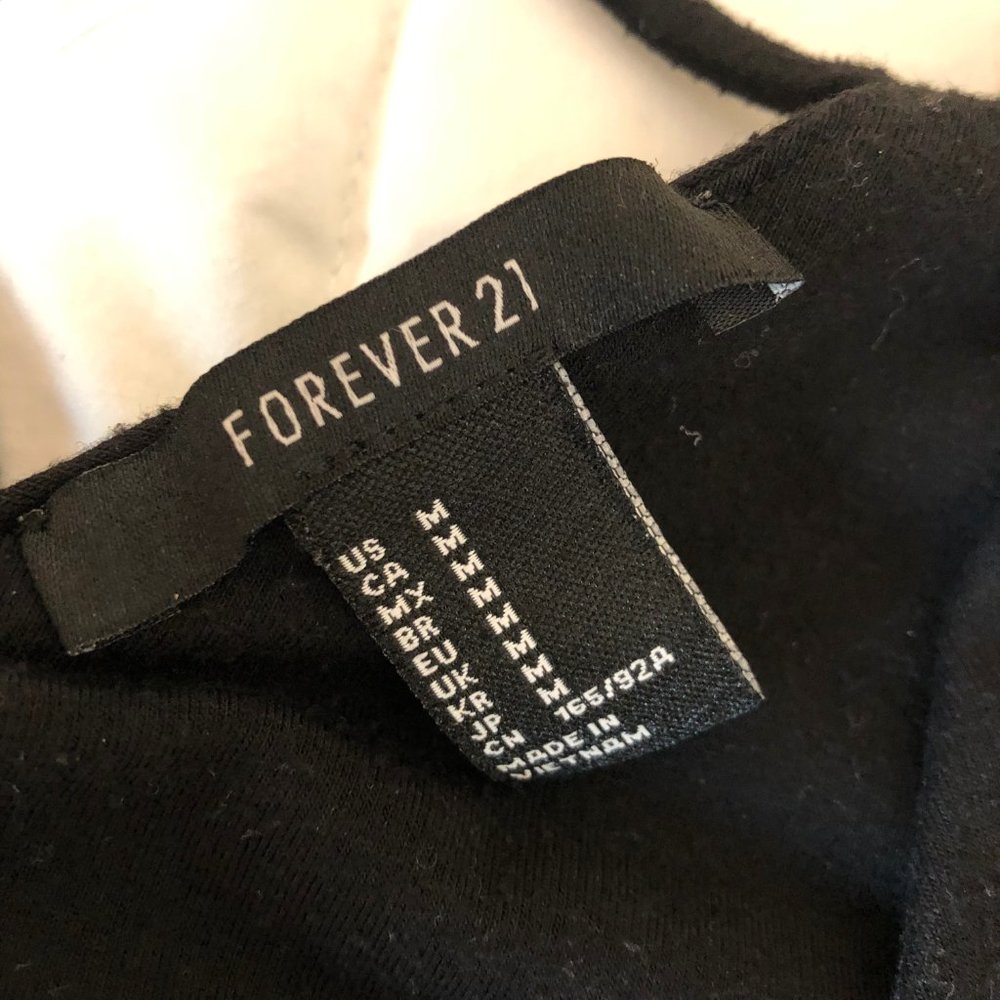 FOREVER 21
US M
CA M
MX M
BR M
EU M
UK M
KR M
JP M
CN 165/92A
MADE IN
VIETNAM